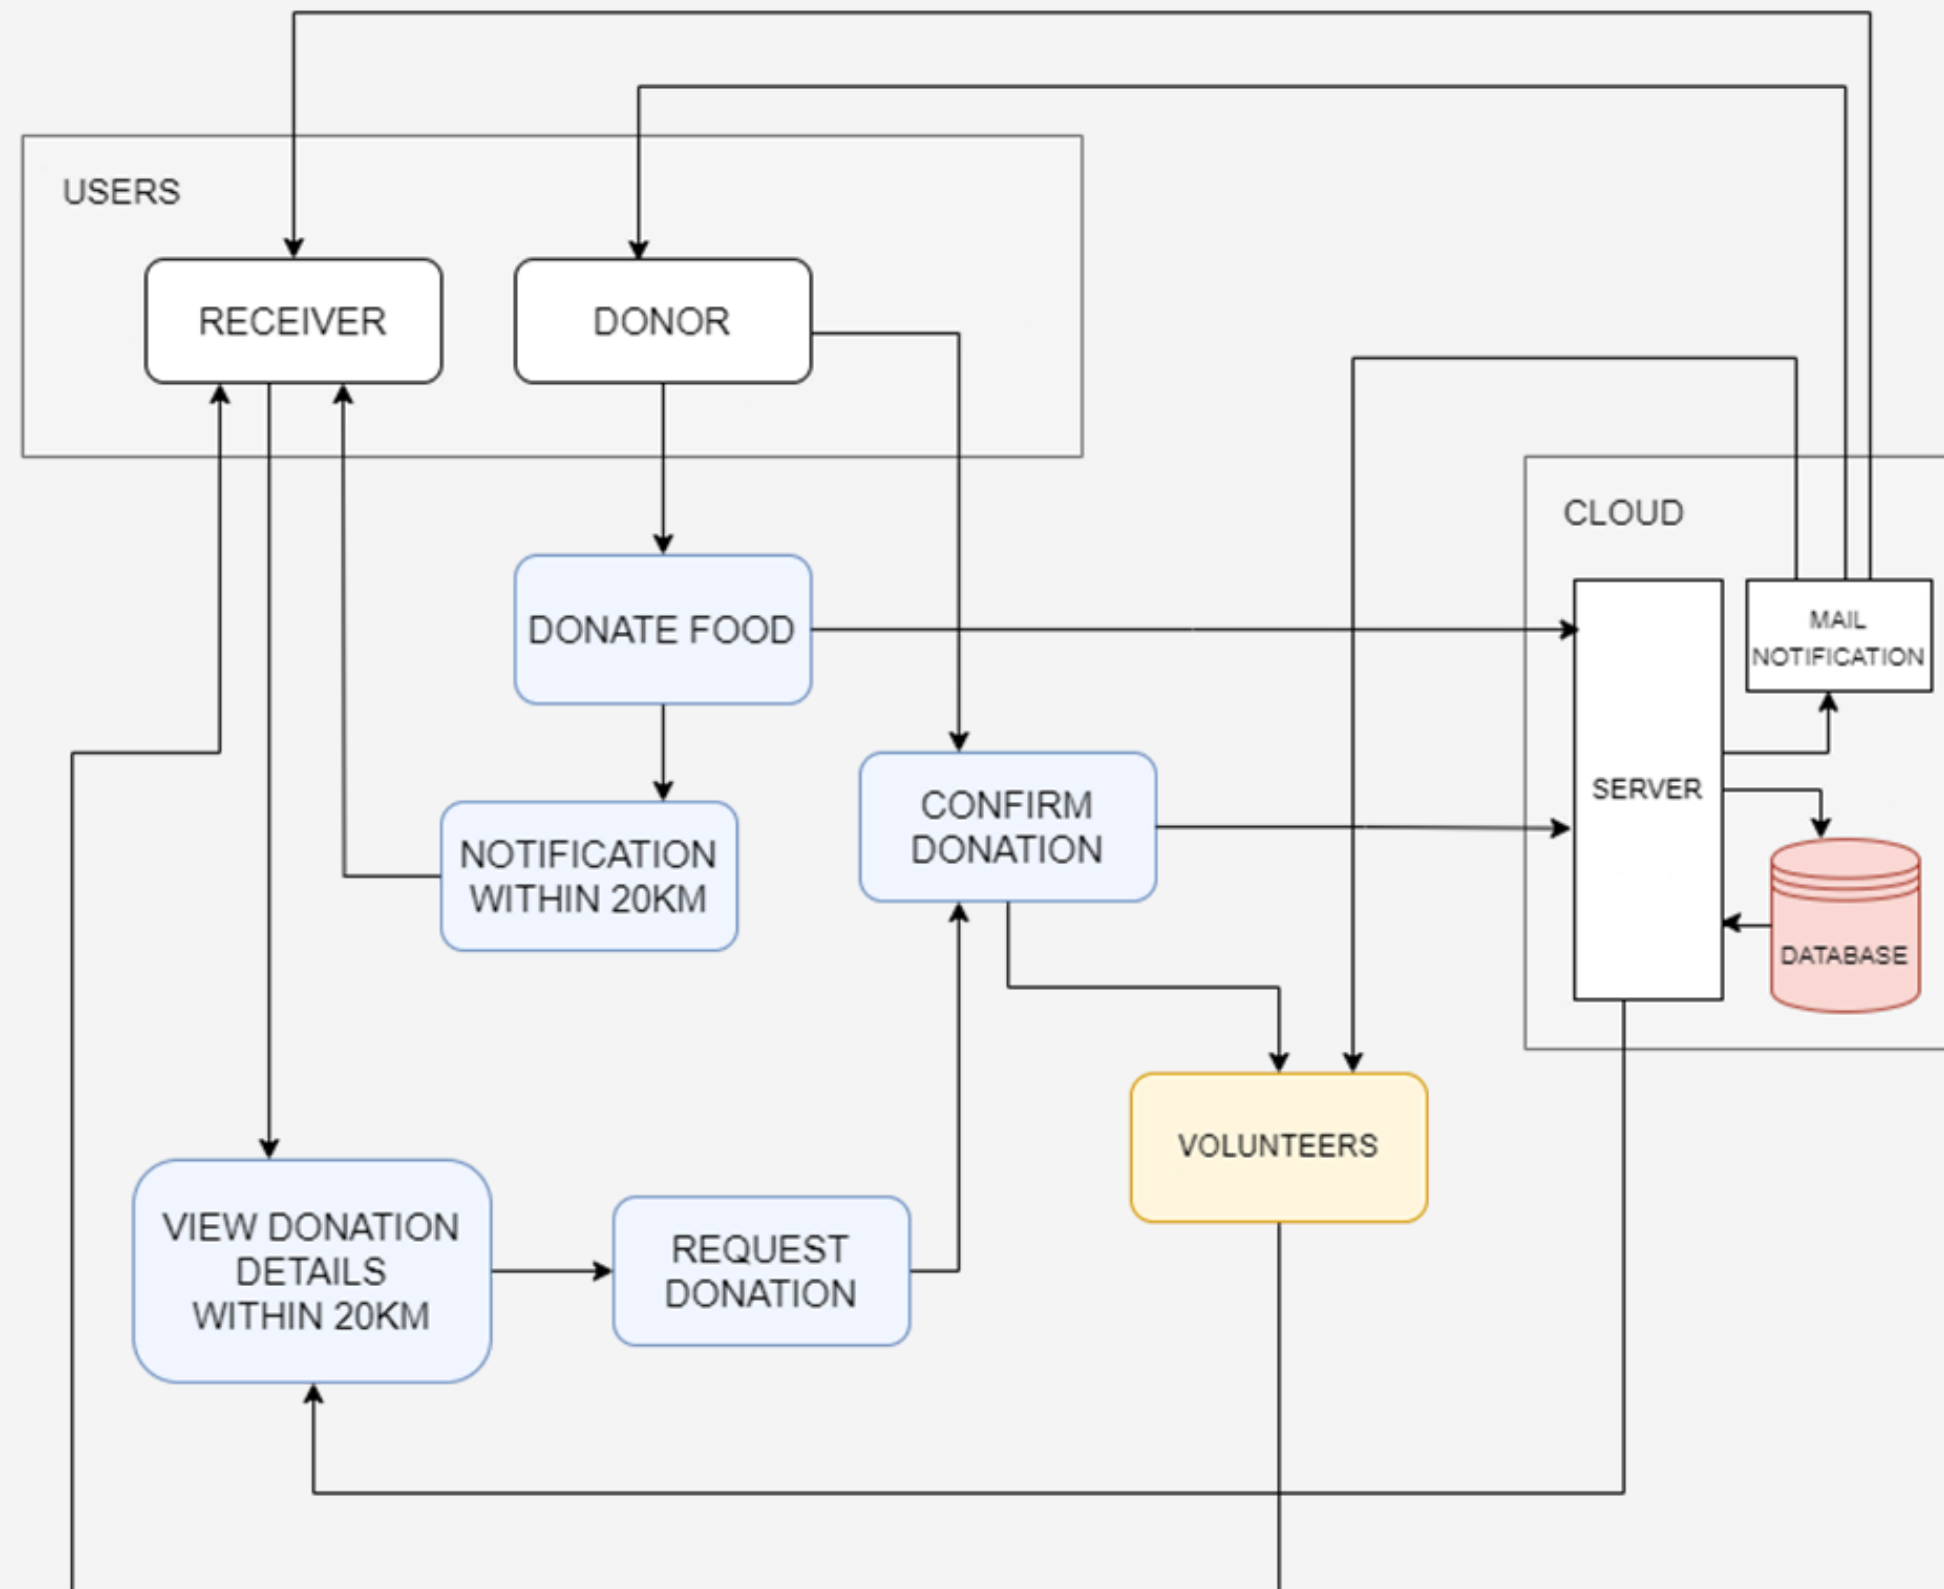 USERS
RECEIVER
DONOR
CLOUD
DONATE FOOD
MAIL
NOTIFICATION
SERVER
CONFIRM
DONATION
NOTIFICATION
WITHIN 20KM
DATABASE
VOLUNTEERS
VIEW DONATION
DETAILS
WITHIN 20KM
REQUEST
DONATION